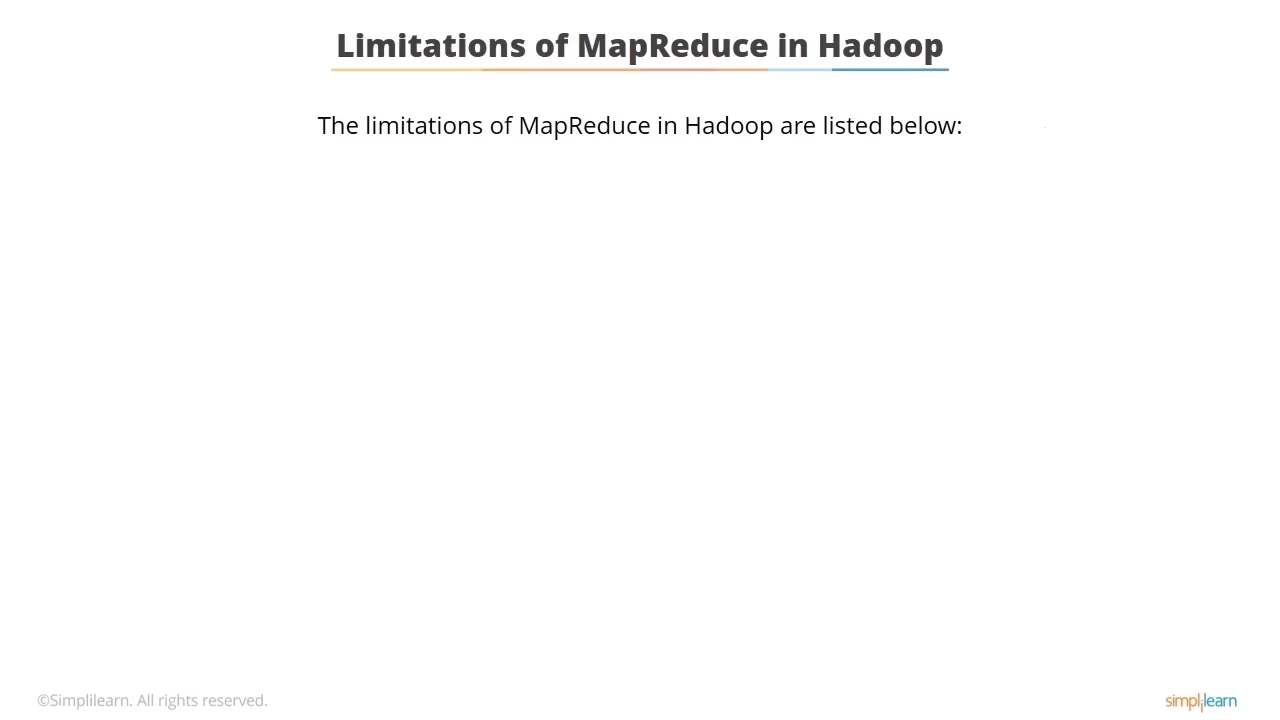 Limitations of MapReduce in Hadoop
The limitations of MapReduce in Hadoop are listed below:
©Simplilearn. All rights reserved.
simplilearn